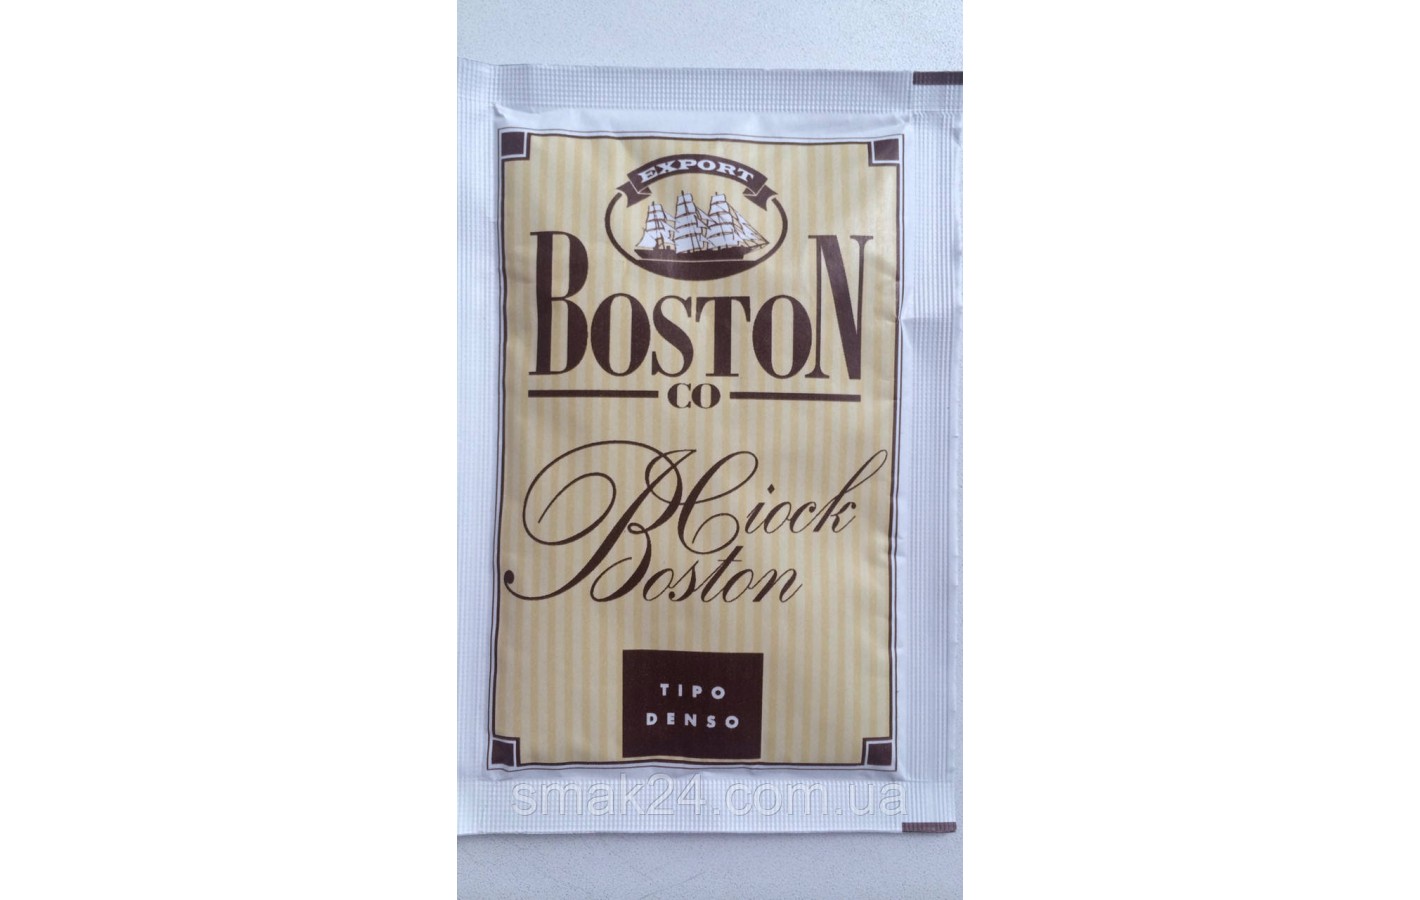 EXPORT
BOSTON
CO
Ciock
Boston
TIPO
DENSO
smak24.com.ua